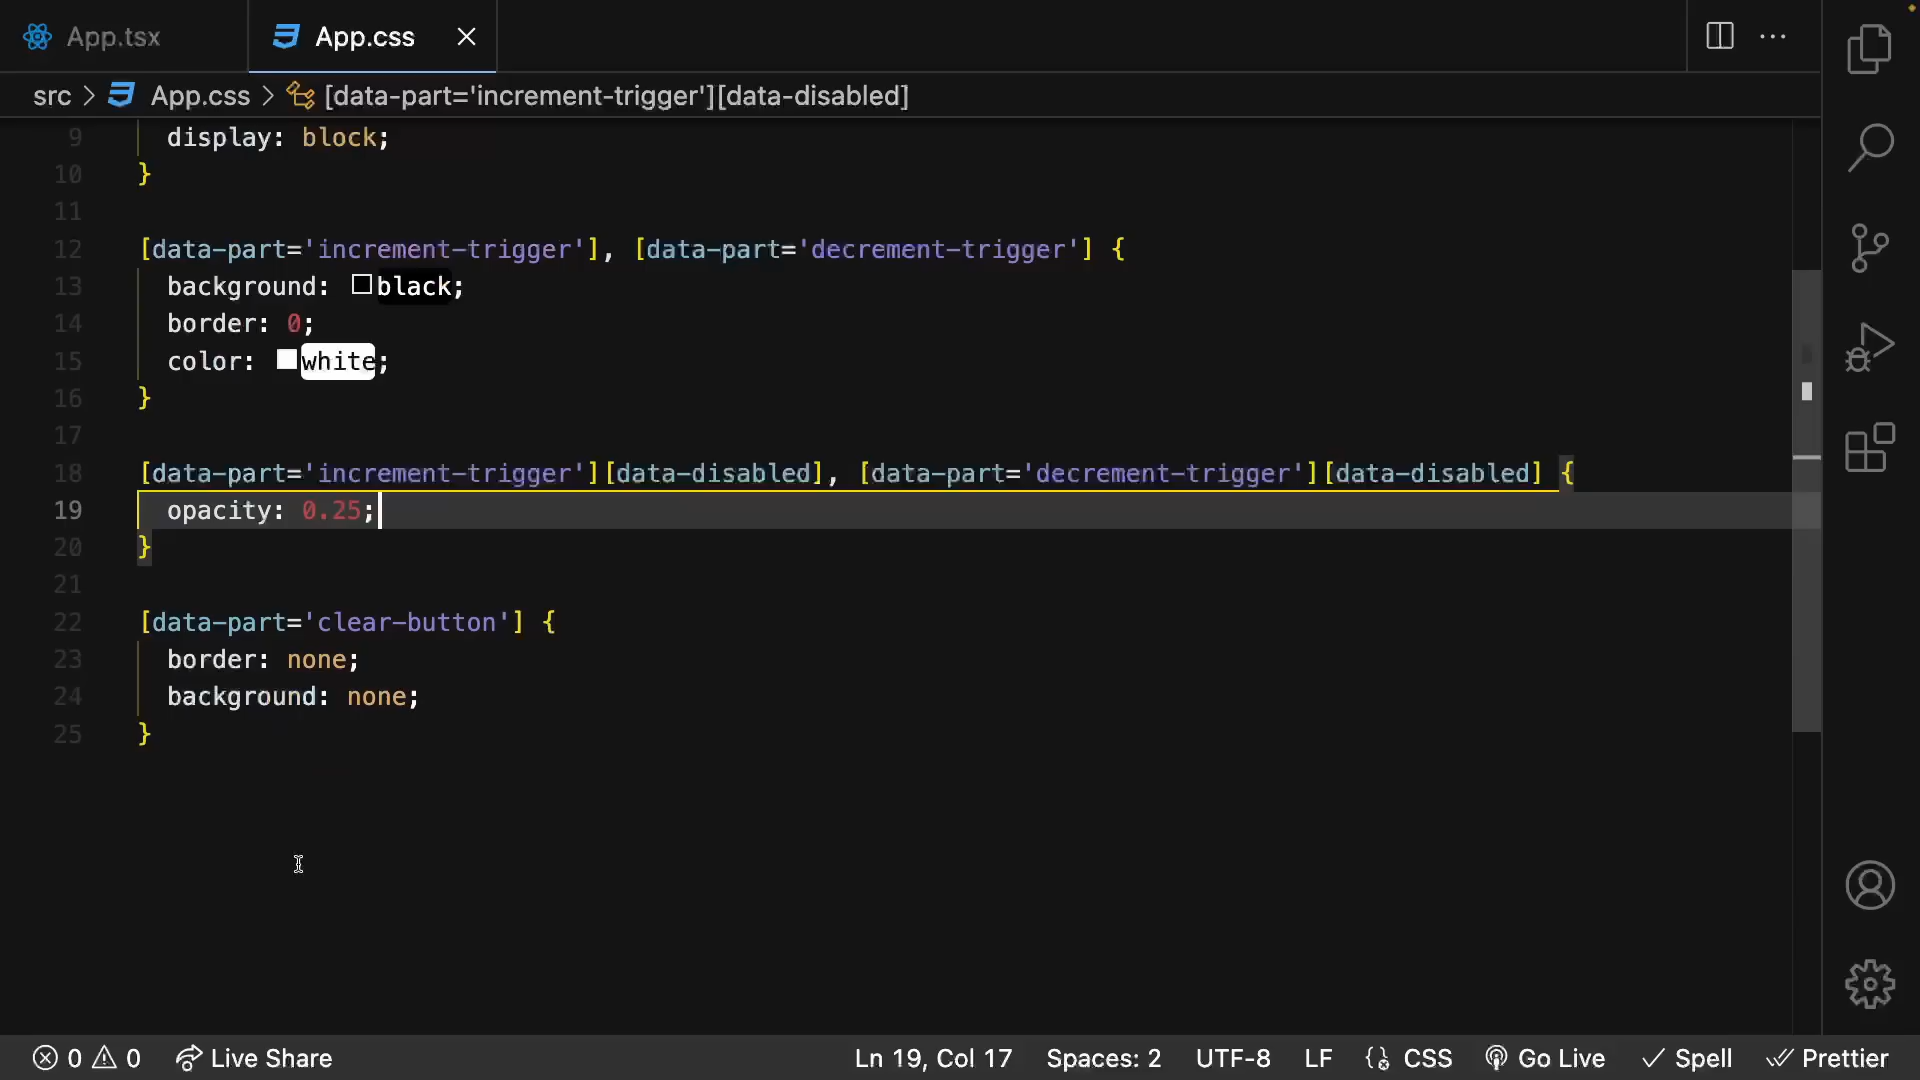 App.tsx
App.css
src > App.css > [data-part='increment-trigger'][data-disabled]
9 display: block;
10 }
11
12 [data-part='increment-trigger'], [data-part='decrement-trigger'] {
13 background: black;
14 border: 0;
15 color: white;
16 }
17
18 [data-part='increment-trigger'][data-disabled], [data-part='decrement-trigger'][data-disabled] {
19 opacity: 0.25;
20 }
21
22 [data-part='clear-button'] {
23 border: none;
24 background: none;
25 }
0 0 Live Share Ln 19, Col 17 Spaces: 2 UTF-8 LF {} CSS Go Live Spell Prettier